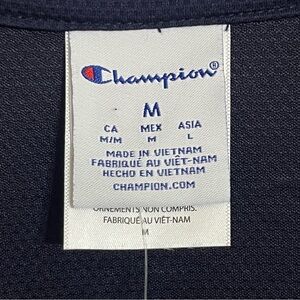 Champion®
M
CA MEX ASIA
M/M M L
MADE IN VIETNAM
FABRIQUÉ AU VIÊT-NAM
HECHO EN VIETNAM
CHAMPION.COM
ORNEMENTS NON COMPRIS.
FABRIQUÉ AU VIÊT-NAM
M